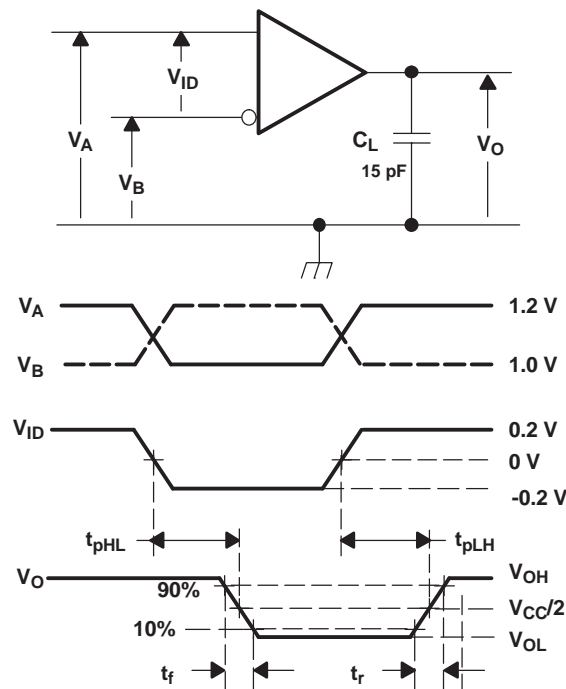 V_ID
V_A
V_B
C_L
15 pF
V_O
V_A
1.2 V
V_B
1.0 V
V_ID
0.2 V
0 V
-0.2 V
t_pHL
t_pLH
V_O
V_OH
90%
V_CC/2
10%
V_OL
t_f
t_r